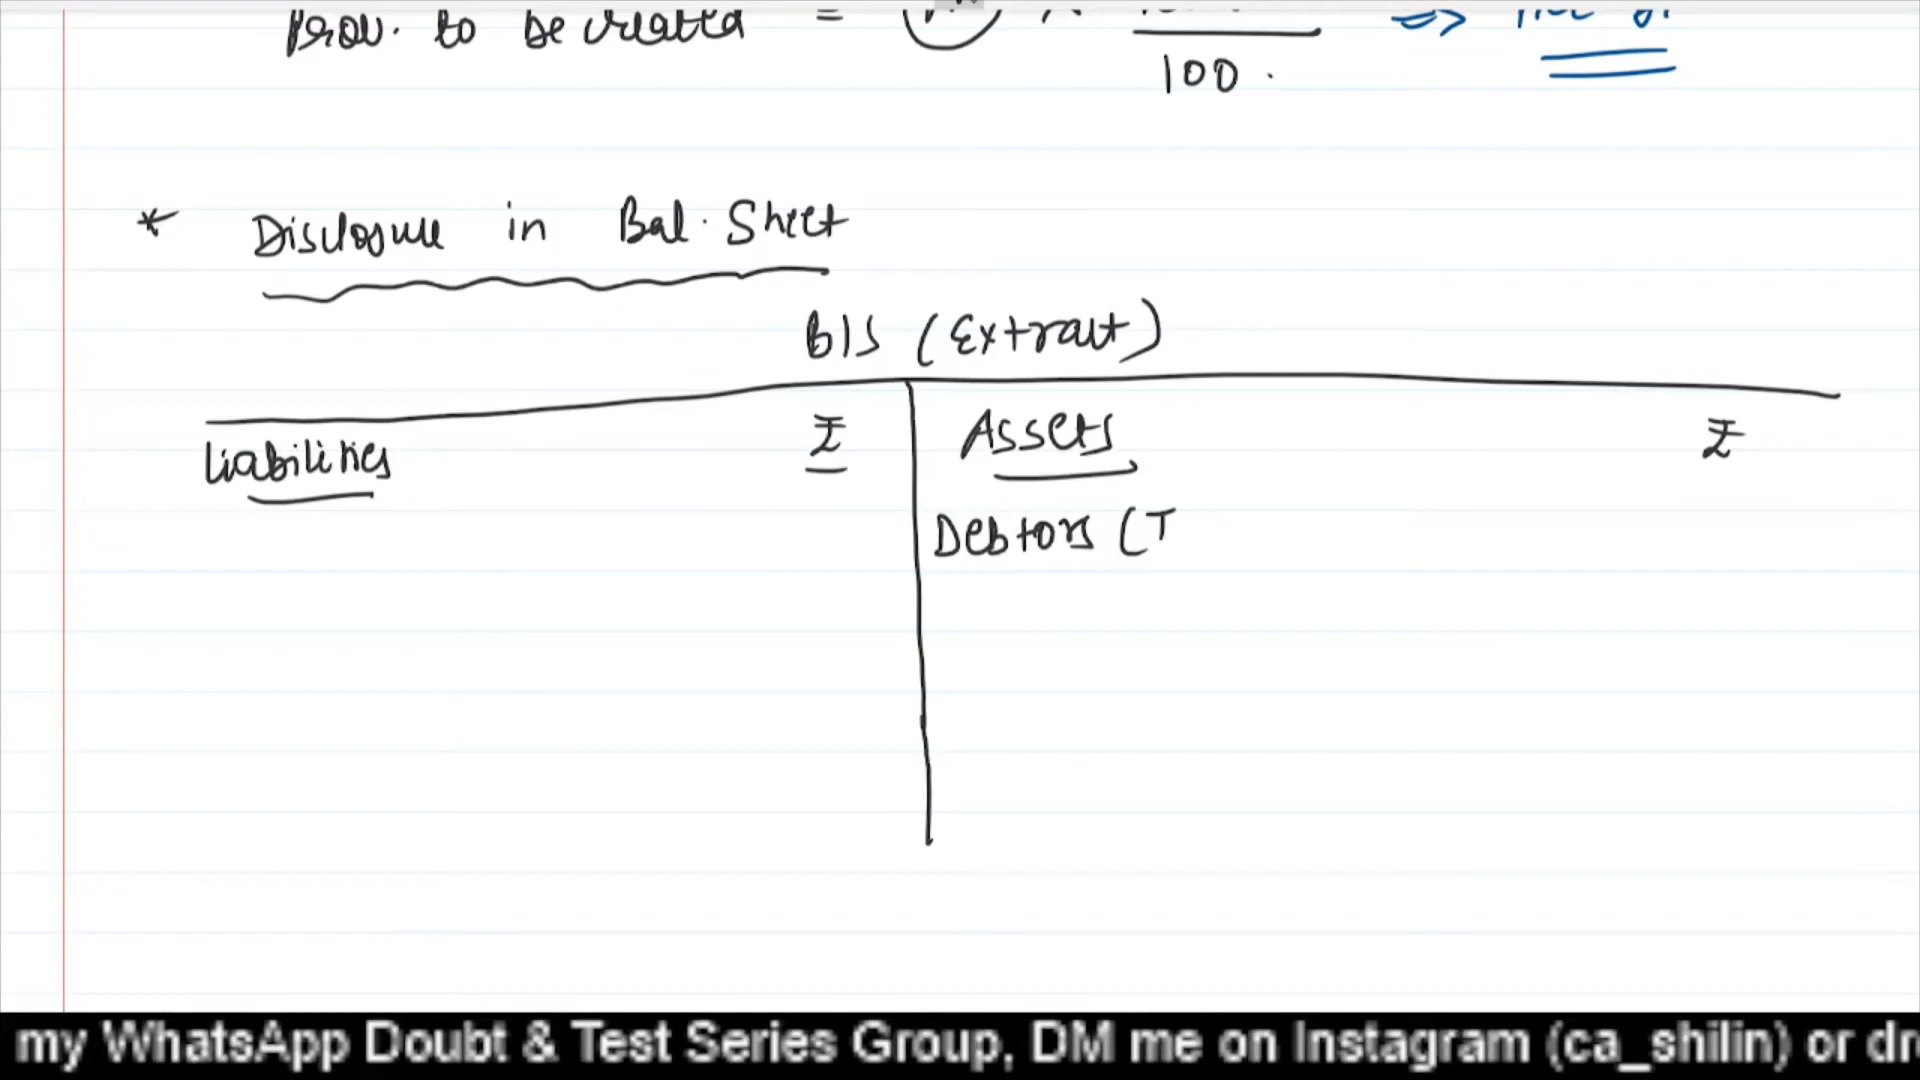 Prov. to be created =
100.
* Disclosure in Bal. Sheet
B/S (Extract)
Liabilities ₹ Assets ₹
Debtors (T
my WhatsApp Doubt & Test Series Group, DM me on Instagram (ca_shilin) or dr